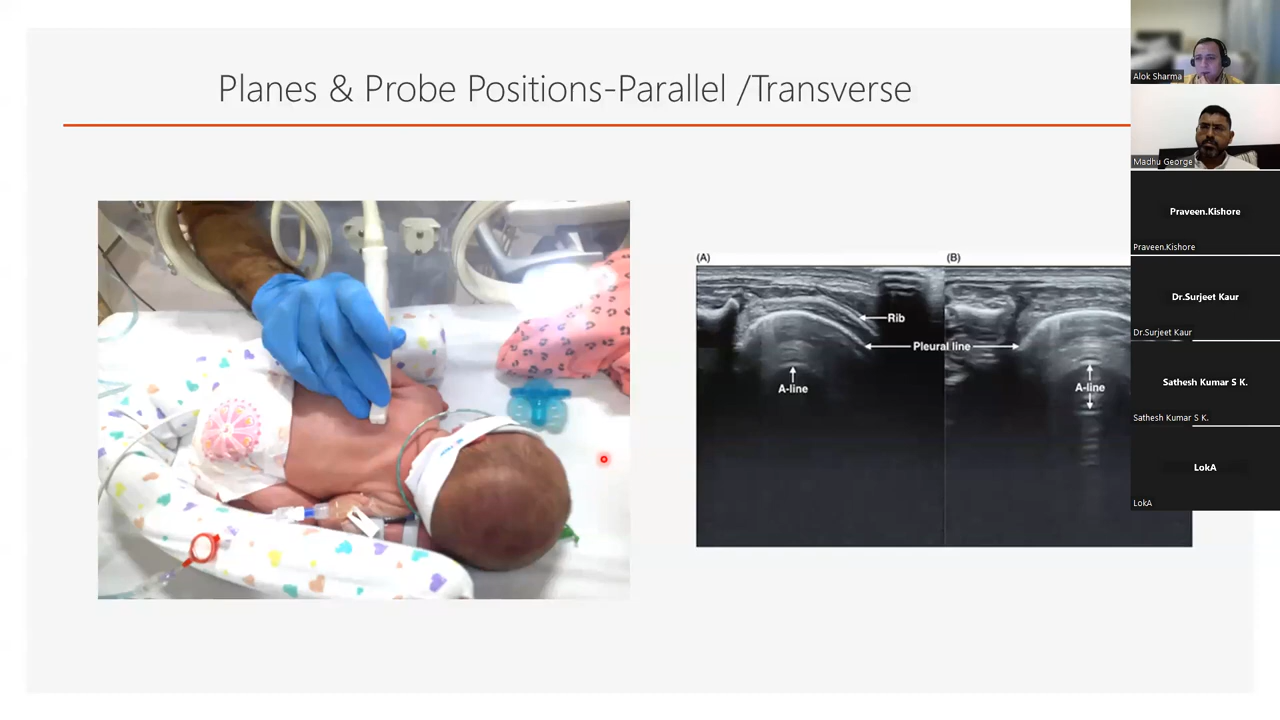 Planes & Probe Positions-Parallel /Transverse
(A)
(B)
Rib
Pleural line
A-line
A-line
Alok Sharma
Madhu George
Praveen.Kishore
Praveen.Kishore
Dr.Surjeet Kaur
Dr.Surjeet Kaur
Sathesh Kumar S K.
Sathesh Kumar S K.
LokA
LokA